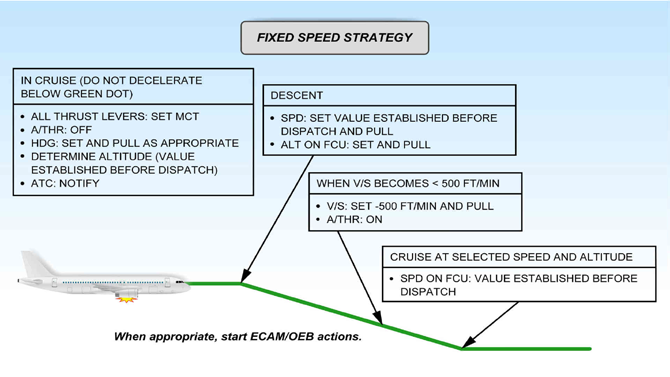 FIXED SPEED STRATEGY
IN CRUISE (DO NOT DECELERATE
BELOW GREEN DOT)
• ALL THRUST LEVERS: SET MCT
• A/THR: OFF
• HDG: SET AND PULL AS APPROPRIATE
• DETERMINE ALTITUDE (VALUE
ESTABLISHED BEFORE DISPATCH)
• ATC: NOTIFY
DESCENT
• SPD: SET VALUE ESTABLISHED BEFORE
DISPATCH AND PULL
• ALT ON FCU: SET AND PULL
WHEN V/S BECOMES < 500 FT/MIN
• V/S: SET -500 FT/MIN AND PULL
• A/THR: ON
CRUISE AT SELECTED SPEED AND ALTITUDE
• SPD ON FCU: VALUE ESTABLISHED BEFORE
DISPATCH
When appropriate, start ECAM/OEB actions.